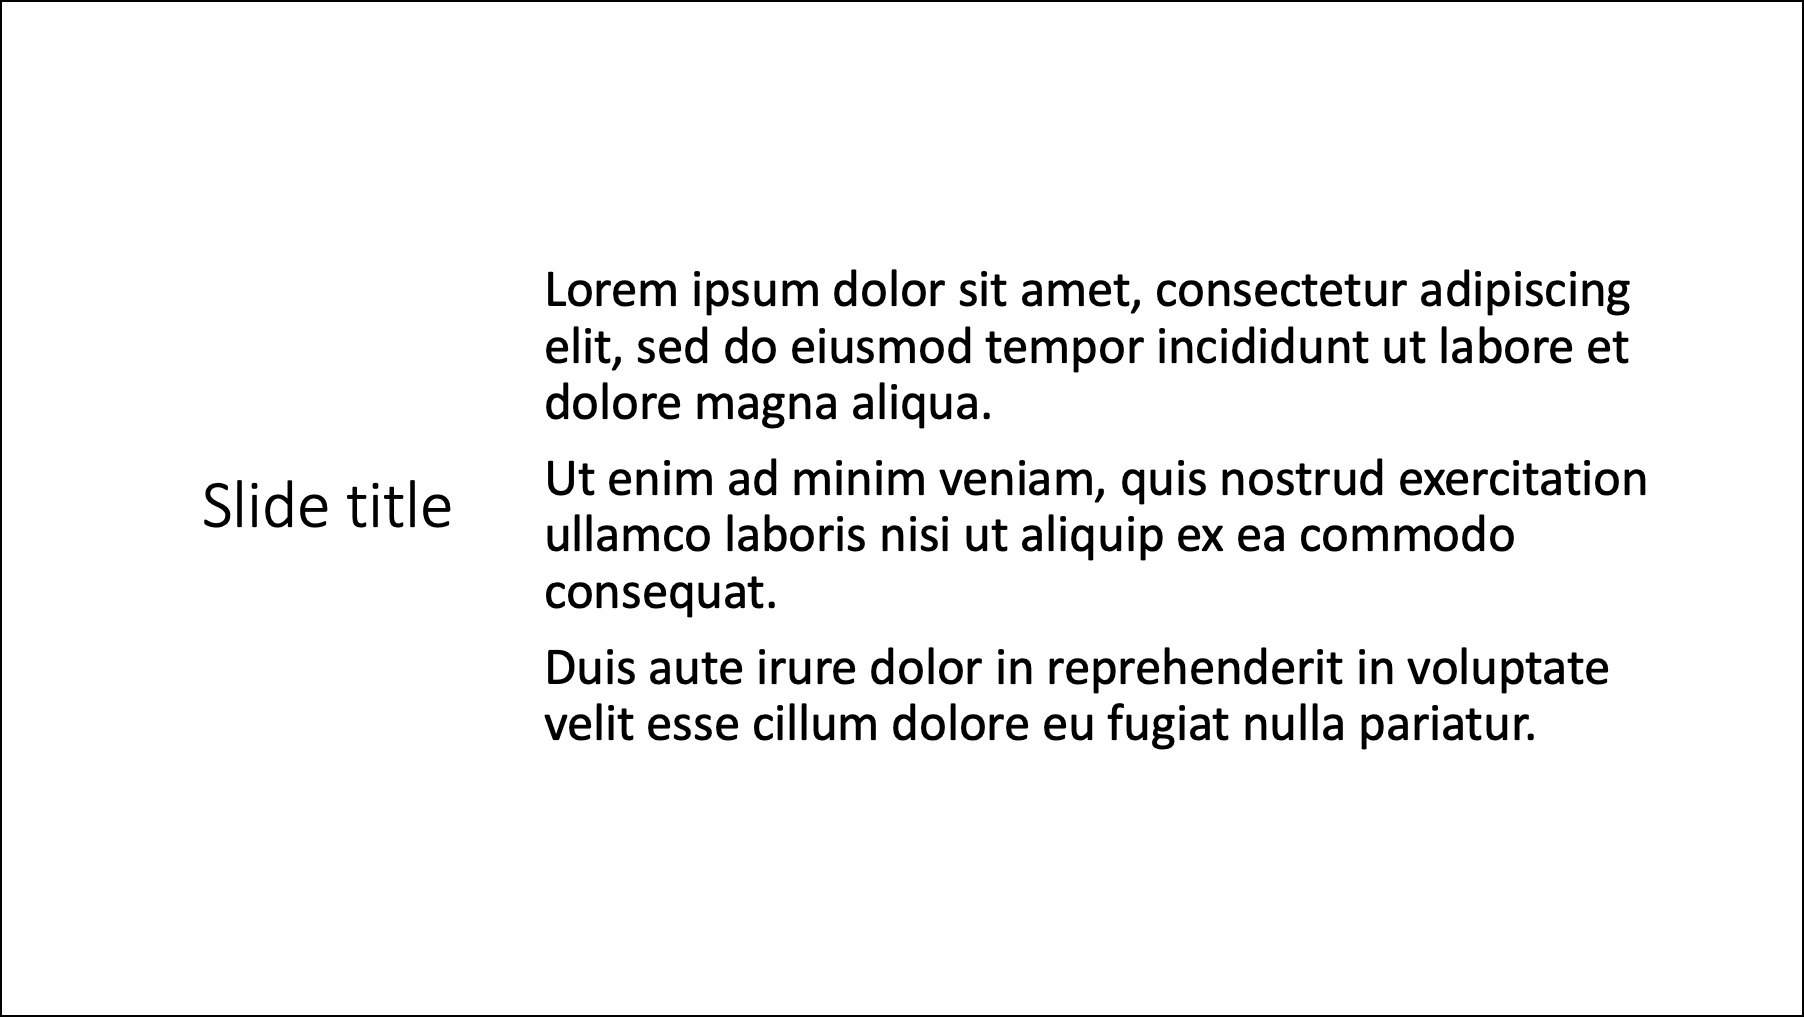 Slide title
Lorem ipsum dolor sit amet, consectetur adipiscing
elit, sed do eiusmod tempor incididunt ut labore et
dolore magna aliqua.
Ut enim ad minim veniam, quis nostrud exercitation
ullamco laboris nisi ut aliquip ex ea commodo
consequat.
Duis aute irure dolor in reprehenderit in voluptate
velit esse cillum dolore eu fugiat nulla pariatur.